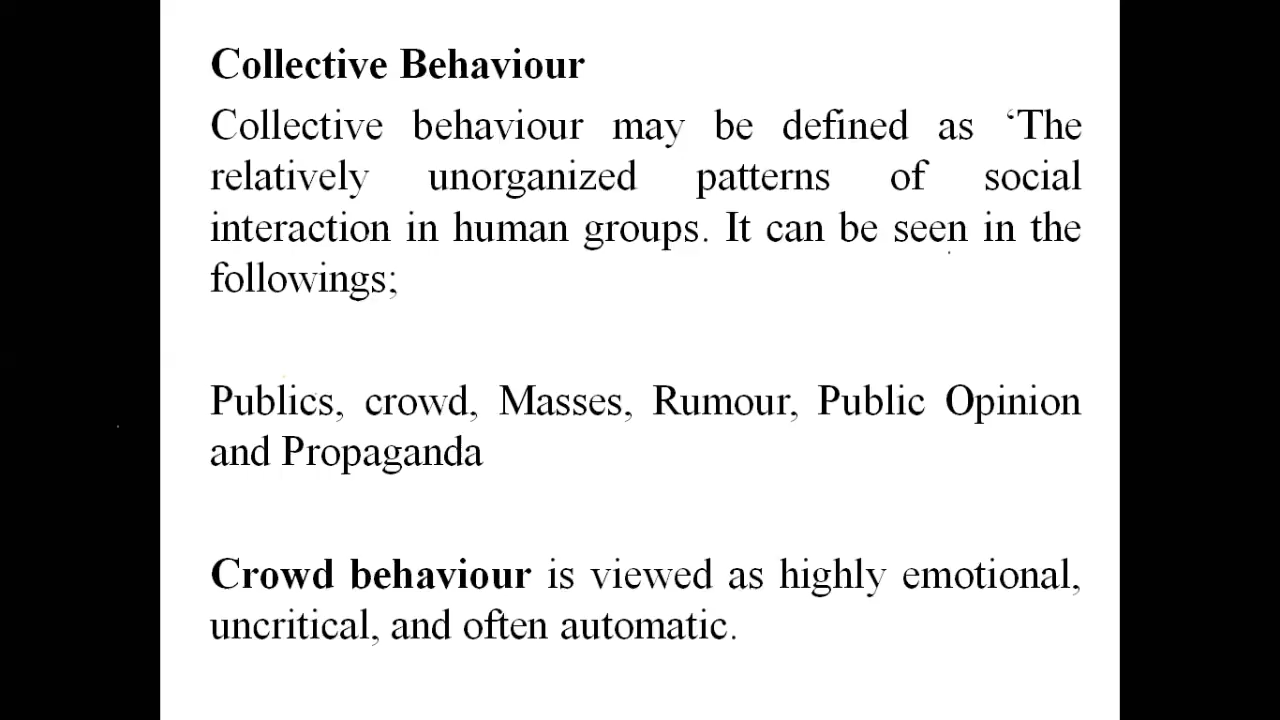 Collective Behaviour
Collective behaviour may be defined as ‘The
relatively unorganized patterns of social
interaction in human groups. It can be seen in the
followings;
Publics, crowd, Masses, Rumour, Public Opinion
and Propaganda
Crowd behaviour is viewed as highly emotional,
uncritical, and often automatic.